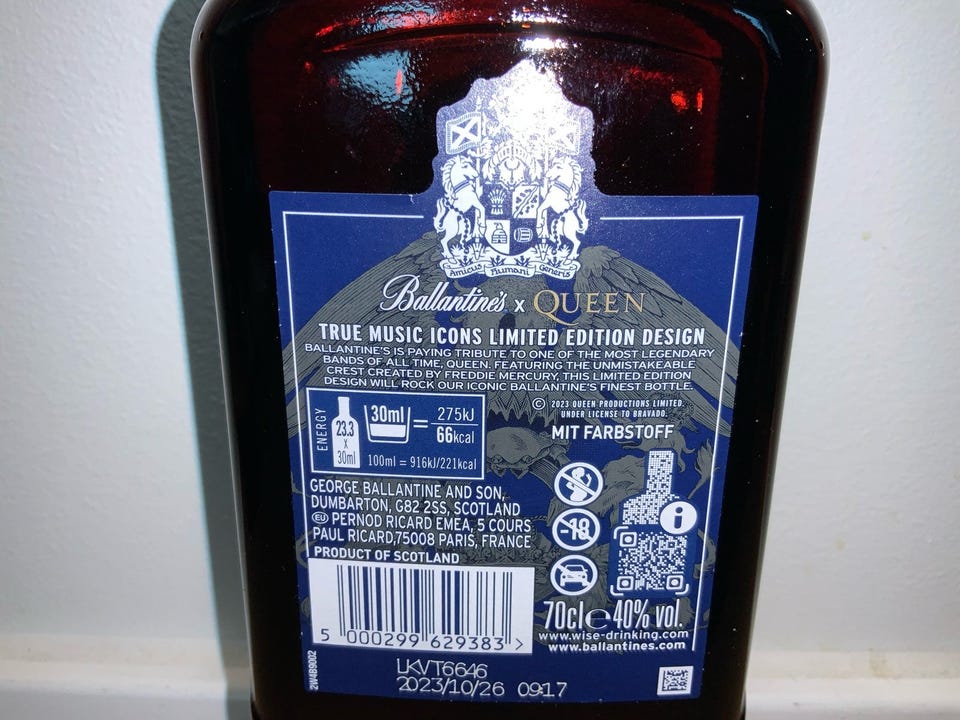 Amicus Humani Generis
Ballantine's x QUEEN
TRUE MUSIC ICONS LIMITED EDITION DESIGN
BALLANTINE'S IS PAYING TRIBUTE TO ONE OF THE MOST LEGENDARY
BANDS OF ALL TIME, QUEEN. FEATURING THE UNMISTAKEABLE
CREST CREATED BY FREDDIE MERCURY, THIS LIMITED EDITION
DESIGN WILL ROCK OUR ICONIC BALLANTINE'S FINEST BOTTLE.
ENERGY
23.3
x
30ml
30ml = 275kJ
66kcal
100ml = 916kJ/221kcal
© 2023 QUEEN PRODUCTIONS LIMITED.
UNDER LICENSE TO BRAVADO.
MIT FARBSTOFF
GEORGE BALLANTINE AND SON,
DUMBARTON, G82 2SS, SCOTLAND
EU PERNOD RICARD EMEA, 5 COURS
PAUL RICARD,75008 PARIS, FRANCE
PRODUCT OF SCOTLAND
-18
i
5 000299 629383 >
70cl e 40% vol.
www.wise-drinking.com
www.ballantines.com
2W4B9002
LKVT6646
2023/10/26 09:17